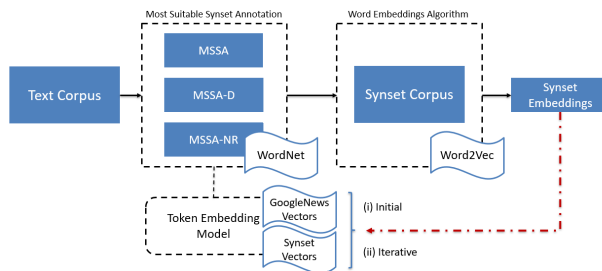 Most Suitable Synset Annotation
Word Embeddings Algorithm
MSSA
Text Corpus
MSSA-D
Synset Corpus
Synset
Embeddings
MSSA-NR
WordNet
Word2Vec
GoogleNews
Vectors
(i) Initial
Token Embedding
Model
Synset
Vectors
(ii) Iterative